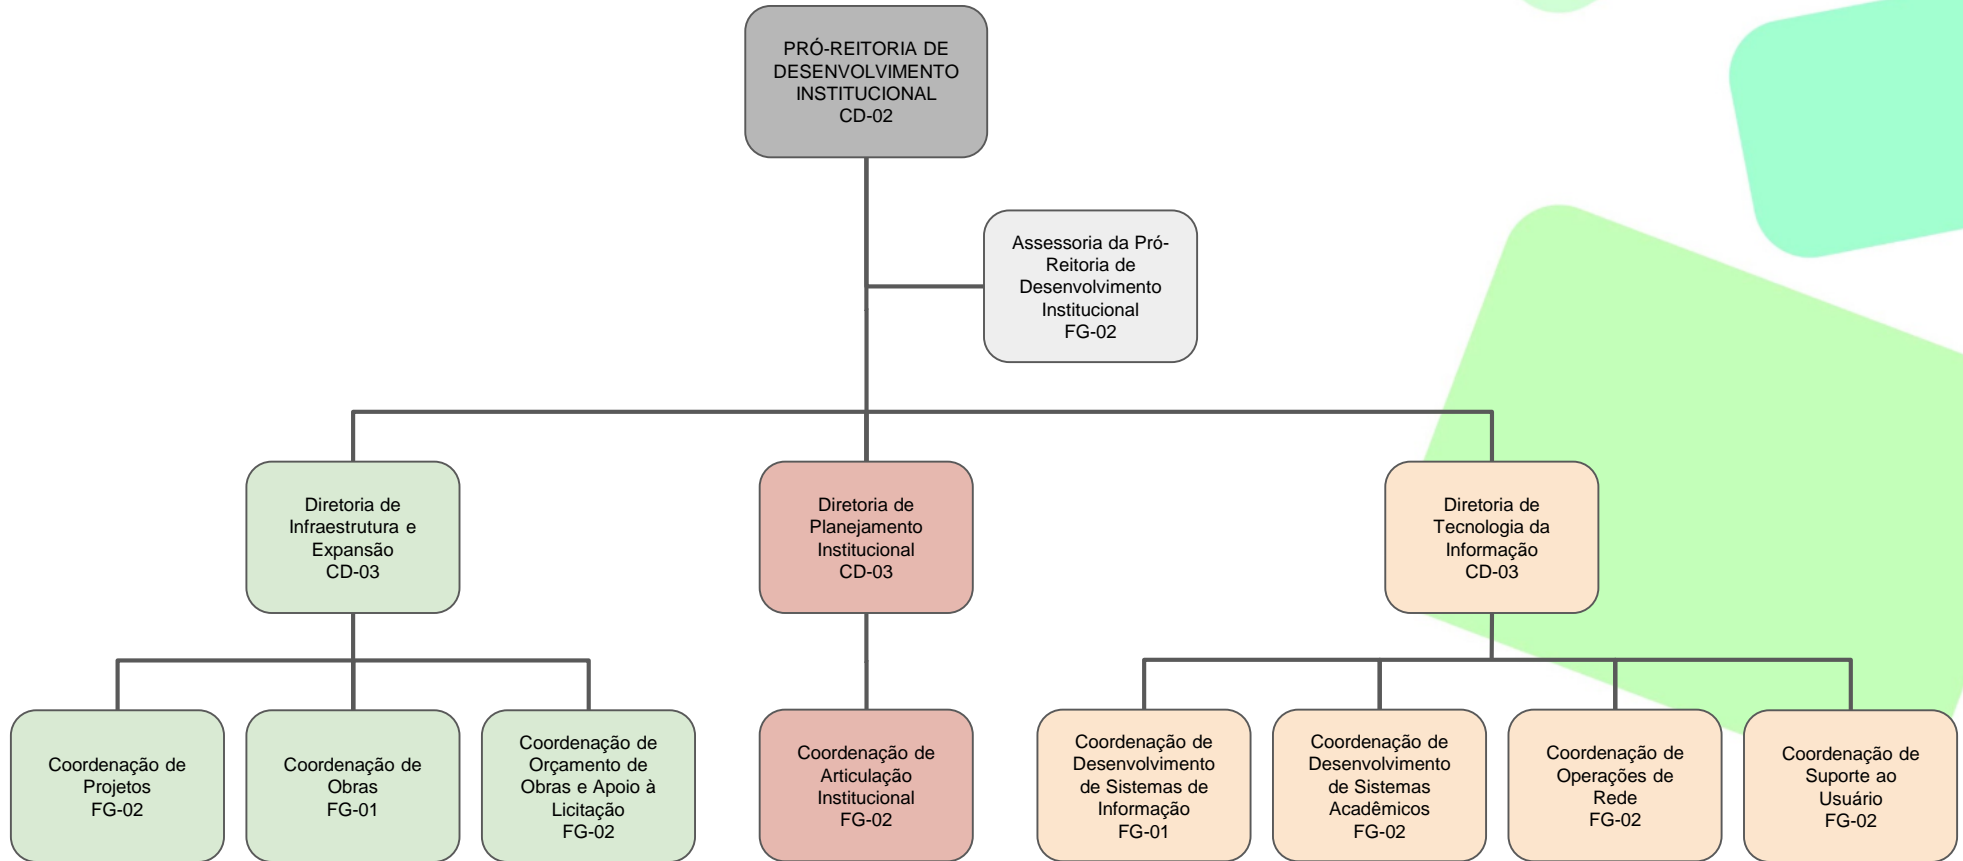 PRÓ-REITORIA DE
DESENVOLVIMENTO
INSTITUCIONAL
CD-02
Assessoria da Pró-
Reitoria de
Desenvolvimento
Institucional
FG-02
Diretoria de
Infraestrutura e
Expansão
CD-03
Diretoria de
Planejamento
Institucional
CD-03
Diretoria de
Tecnologia da
Informação
CD-03
Coordenação de
Projetos
FG-02
Coordenação de
Obras
FG-01
Coordenação de
Orçamento de
Obras e Apoio à
Licitação
FG-02
Coordenação de
Articulação
Institucional
FG-02
Coordenação de
Desenvolvimento
de Sistemas de
Informação
FG-01
Coordenação de
Desenvolvimento
de Sistemas
Acadêmicos
FG-02
Coordenação de
Operações de
Rede
FG-02
Coordenação de
Suporte ao
Usuário
FG-02